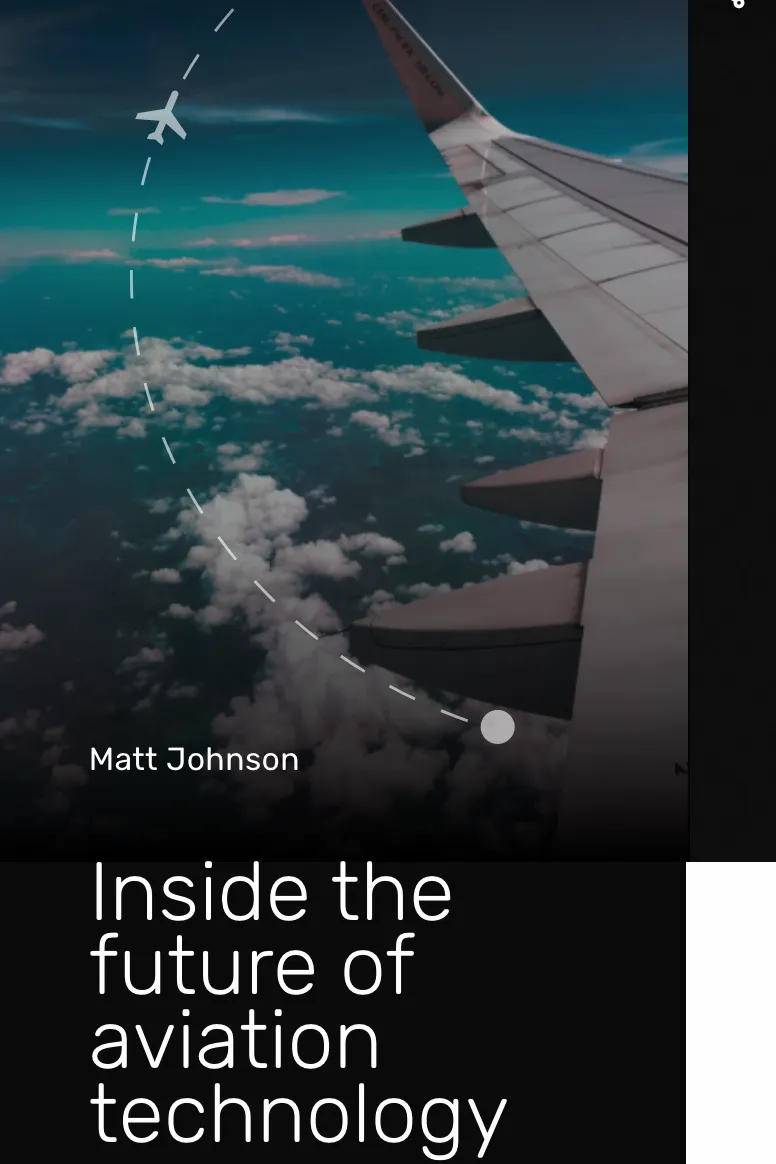 Matt Johnson
Inside the
future of
aviation
technology